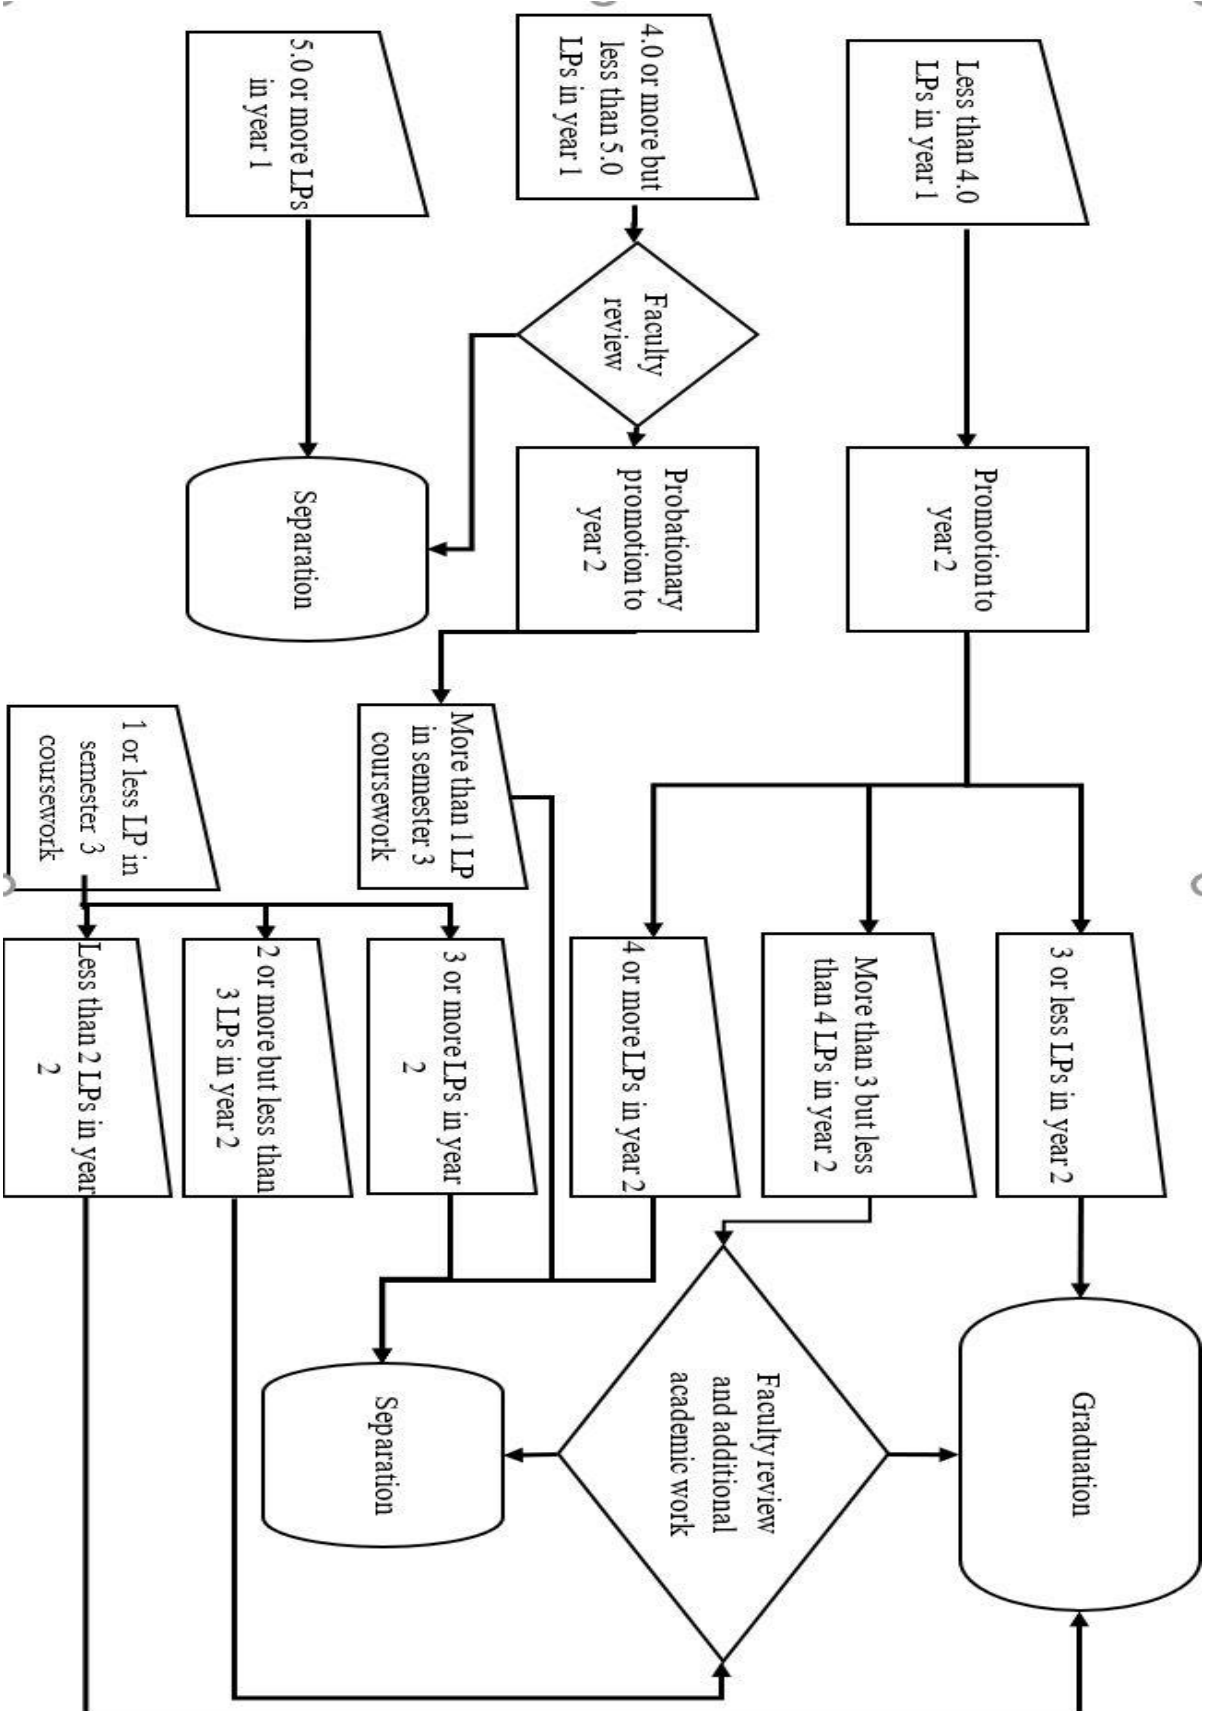 Less than 4.0
LPs in year 1
Promotion to
year 2
3 or less LPs in year 2
Graduation
More than 3 but less
than 4 LPs in year 2
4 or more LPs in year 2
Faculty review
and additional
academic work
4.0 or more but
less than 5.0
LPs in year 1
Faculty
review
Probationary
promotion to
year 2
More than 1 LP
in semester 3
coursework
3 or more LPs in year
2
Separation
5.0 or more LPs
in year 1
Separation
1 or less LP in
semester 3
coursework
2 or more but less than
3 LPs in year 2
Less than 2 LPs in year
2